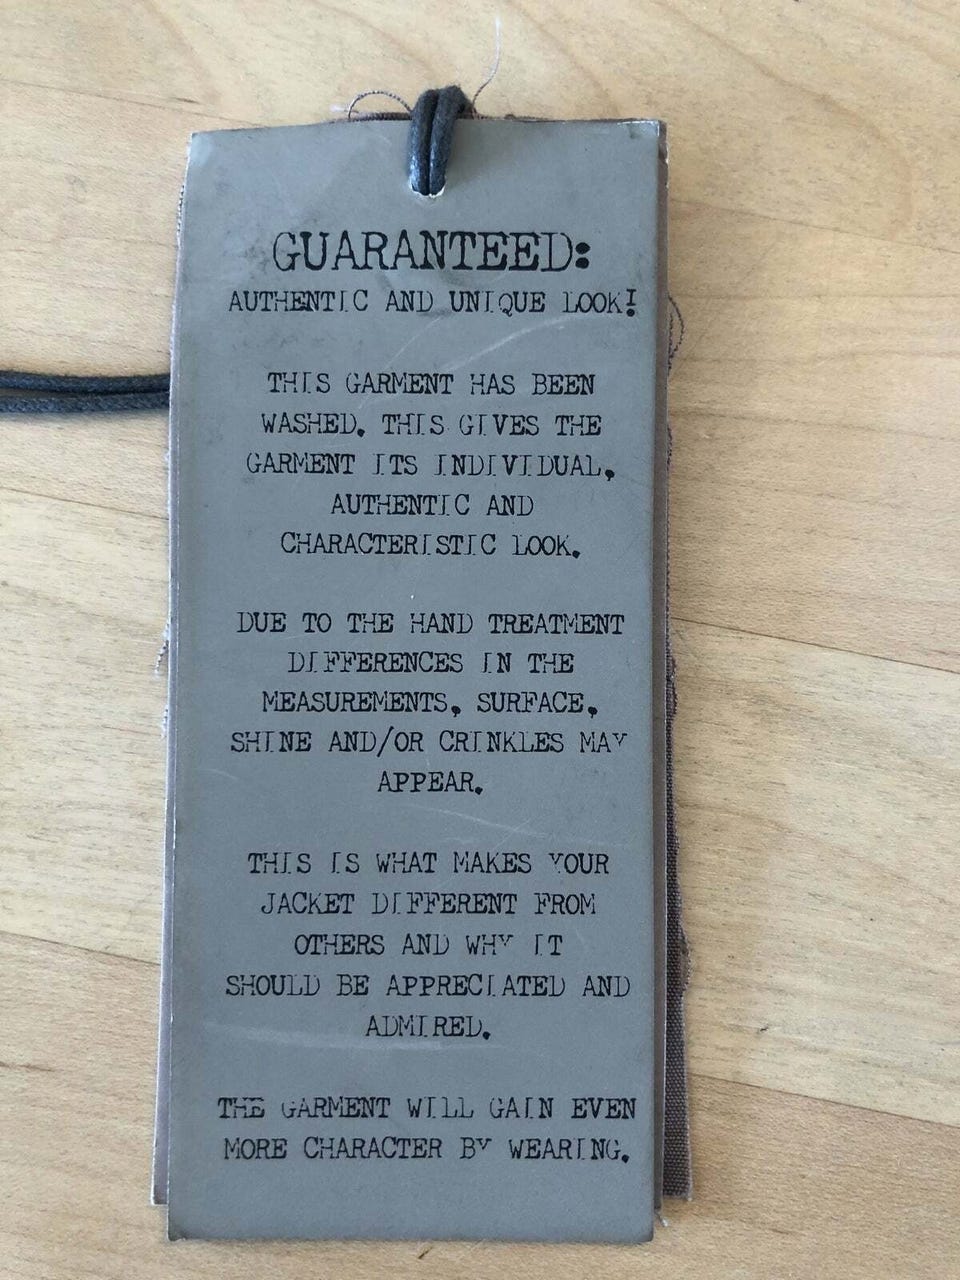 GUARANTEED:
AUTHENTIC AND UNIQUE LOOK!
THIS GARMENT HAS BEEN
WASHED. THIS GIVES THE
GARMENT ITS INDIVIDUAL,
AUTHENTIC AND
CHARACTERISTIC LOOK.
DUE TO THE HAND TREATMENT
DIFFERENCES IN THE
MEASUREMENTS, SURFACE,
SHINE AND/OR CRINKLES MAY
APPEAR.
THIS IS WHAT MAKES YOUR
JACKET DIFFERENT FROM
OTHERS AND WHY IT
SHOULD BE APPRECIATED AND
ADMIRED.
THE GARMENT WILL GAIN EVEN
MORE CHARACTER BY WEARING.